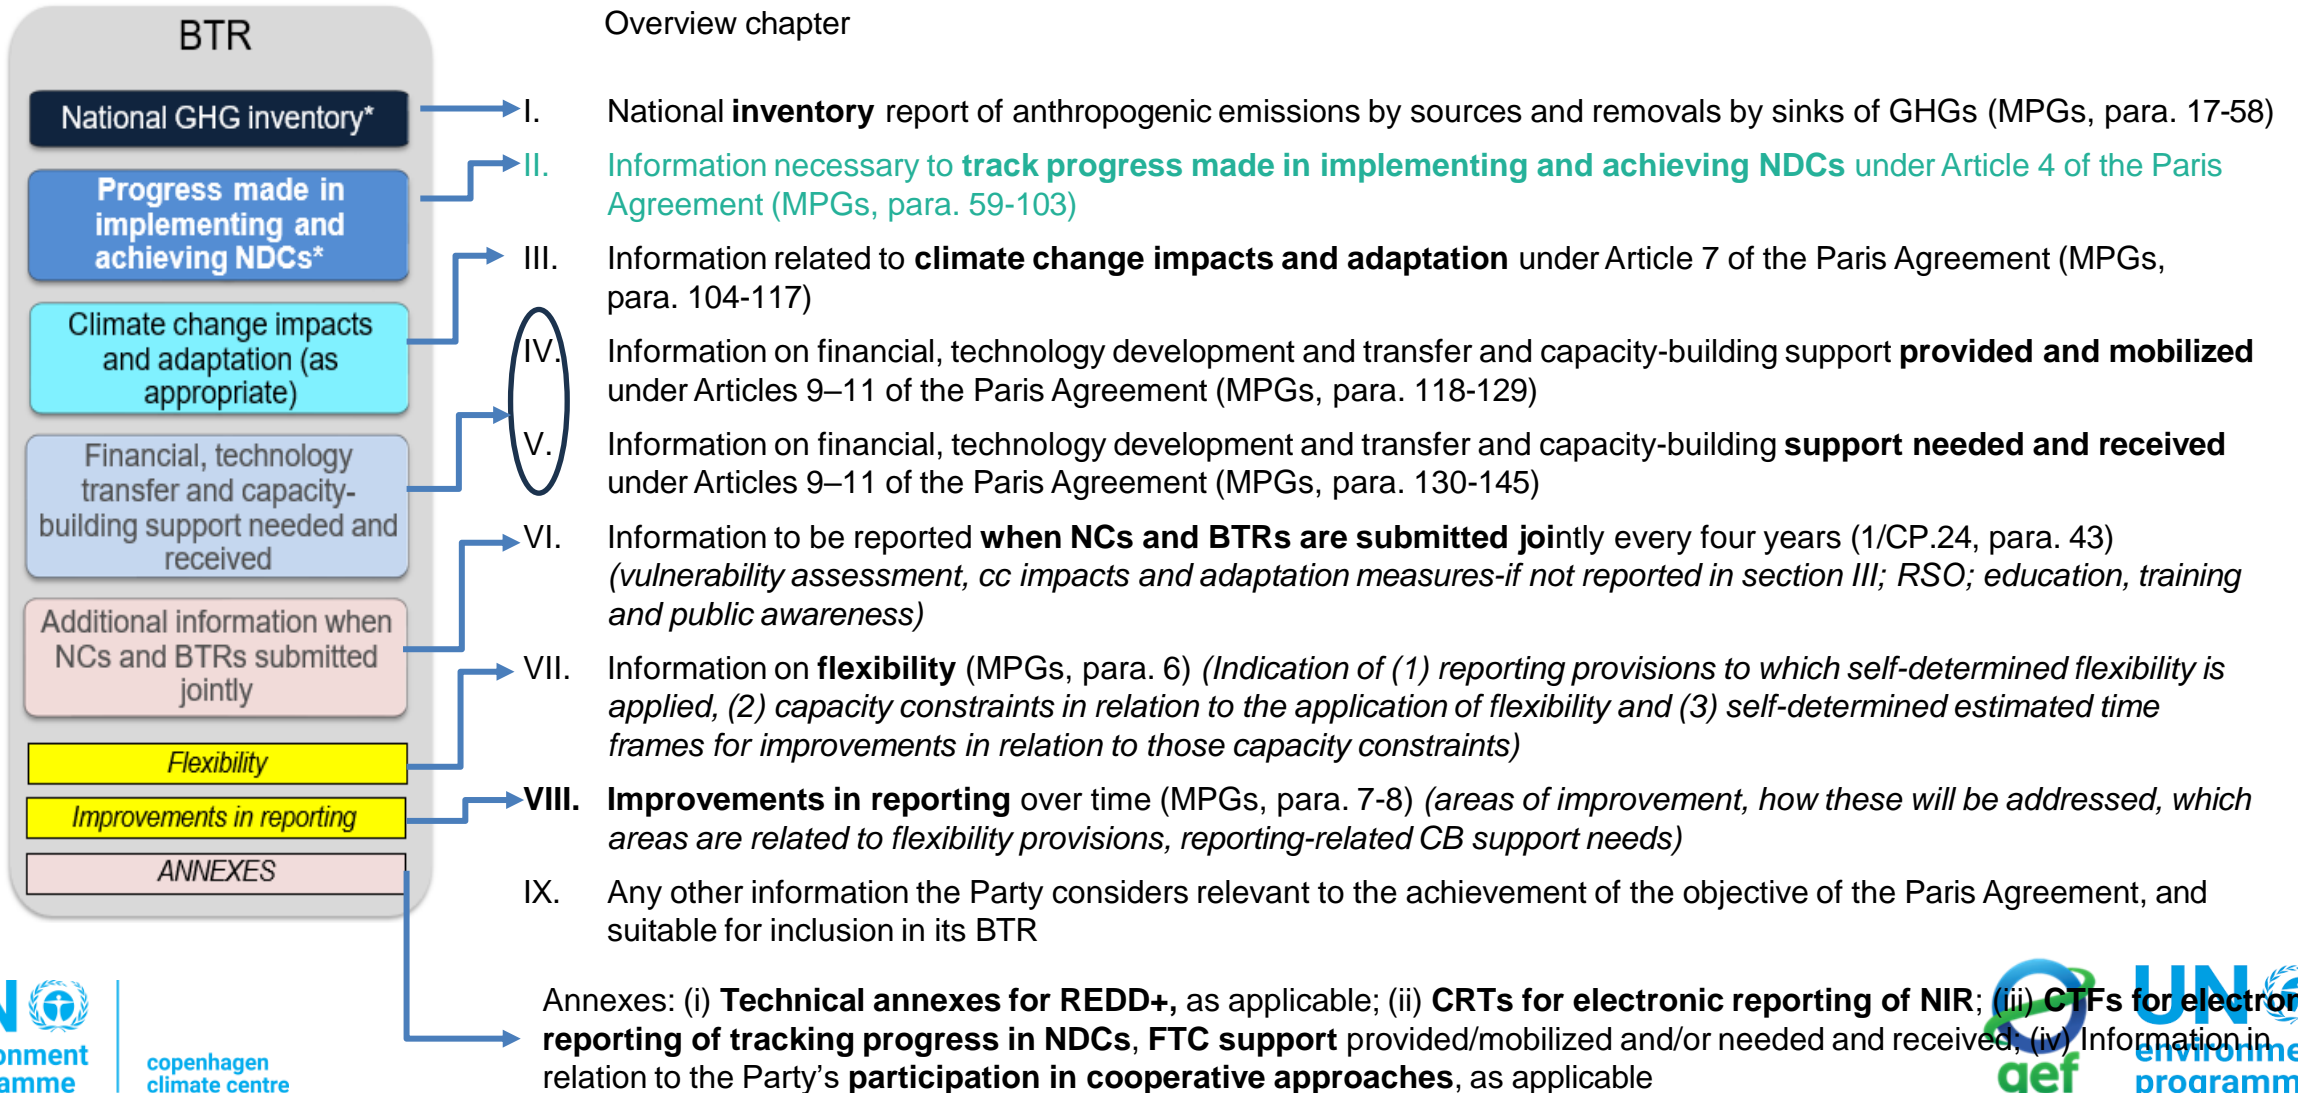 BTR
National GHG inventory*
Progress made in
implementing and
achieving NDCs*
Climate change impacts
and adaptation (as
appropriate)
Financial, technology
transfer and capacity-
building support needed and
received
Additional information when
NCs and BTRs submitted
jointly
Flexibility
Improvements in reporting
ANNEXES
Overview chapter
I. National inventory report of anthropogenic emissions by sources and removals by sinks of GHGs (MPGs, para. 17-58)
II. Information necessary to track progress made in implementing and achieving NDCs under Article 4 of the Paris
Agreement (MPGs, para. 59-103)
III. Information related to climate change impacts and adaptation under Article 7 of the Paris Agreement (MPGs,
para. 104-117)
IV. Information on financial, technology development and transfer and capacity-building support provided and mobilized
under Articles 9–11 of the Paris Agreement (MPGs, para. 118-129)
V. Information on financial, technology development and transfer and capacity-building support needed and received
under Articles 9–11 of the Paris Agreement (MPGs, para. 130-145)
VI. Information to be reported when NCs and BTRs are submitted jointly every four years (1/CP.24, para. 43)
(vulnerability assessment, cc impacts and adaptation measures-if not reported in section III; RSO; education, training
and public awareness)
VII. Information on flexibility (MPGs, para. 6) (Indication of (1) reporting provisions to which self-determined flexibility is
applied, (2) capacity constraints in relation to the application of flexibility and (3) self-determined estimated time
frames for improvements in relation to those capacity constraints)
VIII. Improvements in reporting over time (MPGs, para. 7-8) (areas of improvement, how these will be addressed, which
areas are related to flexibility provisions, reporting-related CB support needs)
IX. Any other information the Party considers relevant to the achievement of the objective of the Paris Agreement, and
suitable for inclusion in its BTR
Annexes: (i) Technical annexes for REDD+, as applicable; (ii) CRTs for electronic reporting of NIR; (iii) CTFs for electron
reporting of tracking progress in NDCs, FTC support provided/mobilized and/or needed and received; (iv) Information in
relation to the Party's participation in cooperative approaches, as applicable
copenhagen
climate centre
gef
UN